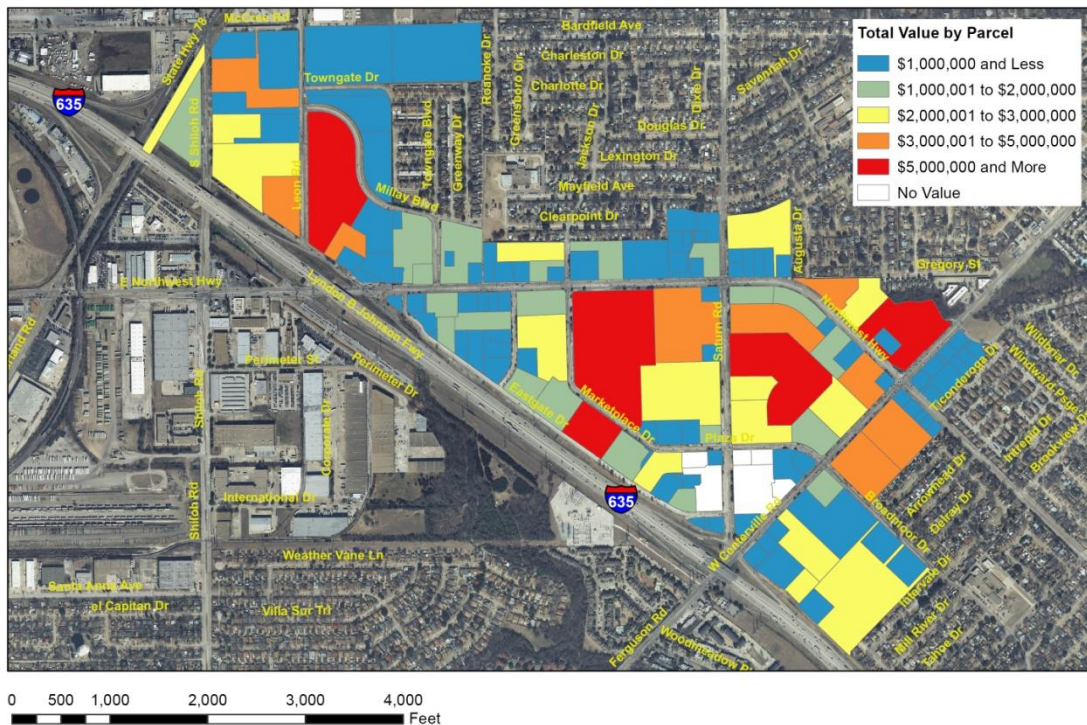 Total Value by Parcel
$1,000,000 and Less
$1,000,001 to $2,000,000
$2,000,001 to $3,000,000
$3,000,001 to $5,000,000
$5,000,000 and More
No Value
McCree Rd
State Hwy 78
635
S Shiloh Rd
Towngate Dr
Leon Rd
Millay Blvd
Towngate Blvd
Greenway Dr
Roanoke Dr
Greensboro Cir
Bardfield Ave
Charleston Dr
Charlotte Dr
Jackson Dr
Dixie Dr
Savannah Dr
Douglas Dr
Lexington Dr
Mayfield Ave
Clearpoint Dr
Augusta Dr
Gregory St
E Northwest Hwy
Northwest Hwy
Lyndon B Johnson Fwy
Perimeter St
Perimeter Dr
Saturn Rd
Eastgate Dr
Marketplace Dr
Plaza Dr
Ticonderoga Dr
Wildbriar Dr
Windward
Intrepid Dr
Brookview
Arrowhead Dr
Delray Dr
Broadmoor Dr
Shiloh Rd
Corporate Dr
International Dr
Shiloh Rd
635
W Centerville Rd
Weather Vane Ln
Santa Anna Ave
el Capitan Dr
Villa Sur Trl
Ferguson Rd
Woodmeadow
Intervale Dr
Mill River Dr
Tahoe Dr
0 500 1,000 2,000 3,000 4,000
Feet